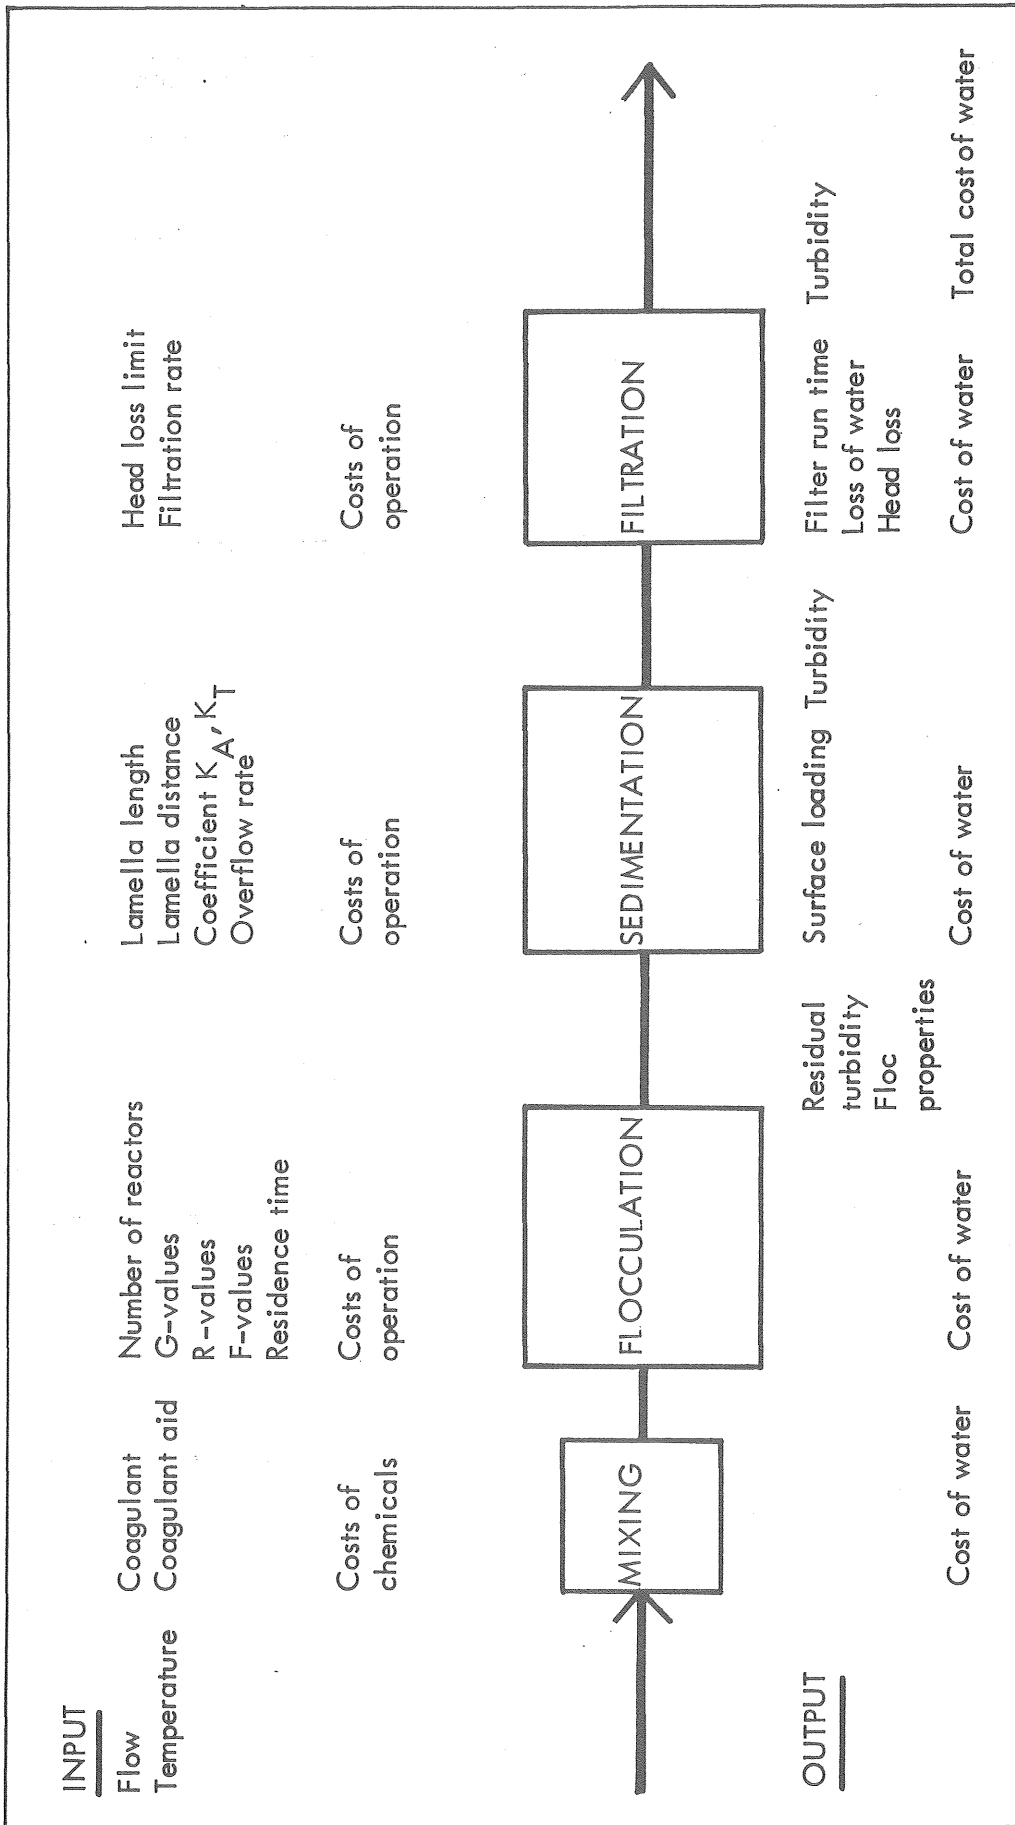 INPUT
Flow
Temperature
Coagulant
Coagulant aid
Costs of
chemicals
Number of reactors
G-values
R-values
F-values
Residence time
Costs of
operation
Lamella length
Lamella distance
Coefficient K_A, K_T
Overflow rate
Costs of
operation
Head loss limit
Filtration rate
Costs of
operation
MIXING
FLOCCULATION
SEDIMENTATION
FILTRATION
OUTPUT
Cost of water
Cost of water
Residual
turbidity
Floc
properties
Surface loading
Cost of water
Turbidity
Filter run time
Loss of water
Head loss
Cost of water
Turbidity
Total cost of water